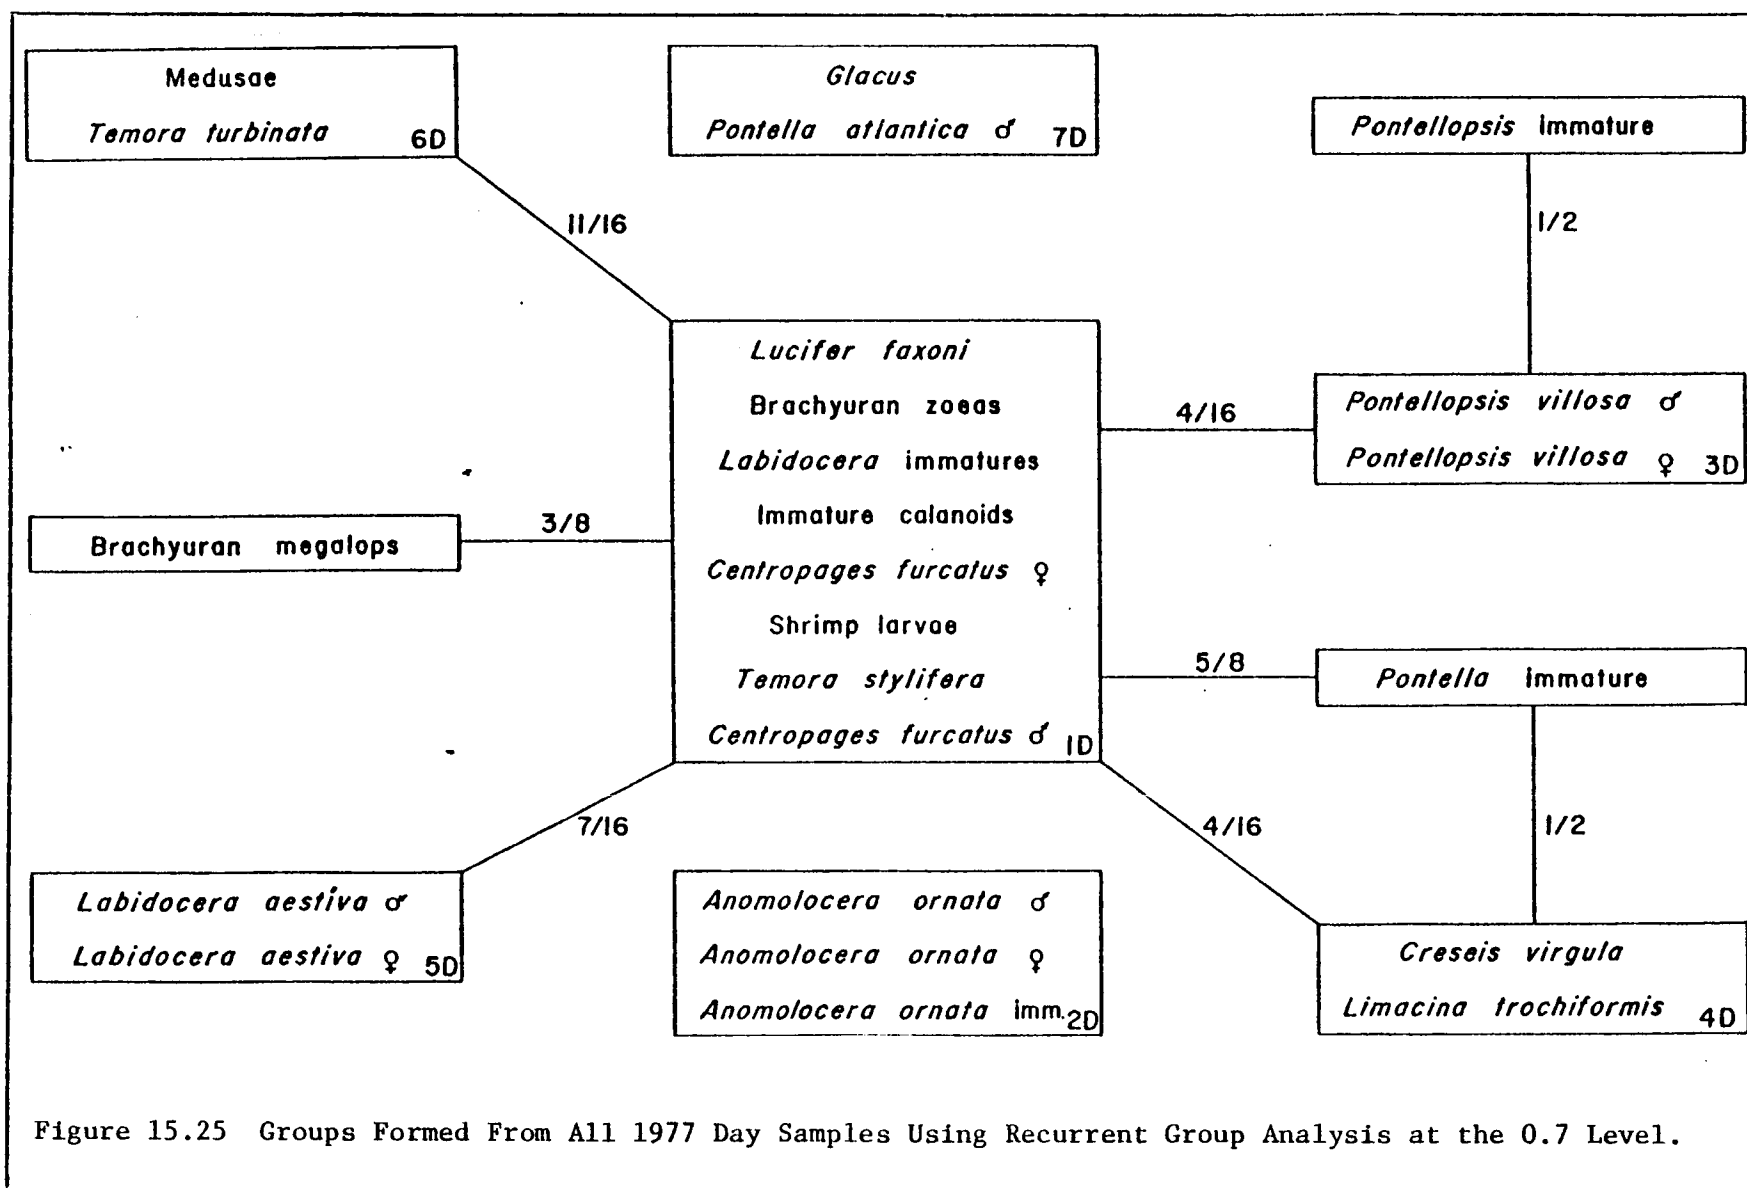 Medusae
Temora turbinata 6D
Glacus
Pontella atlantica ♂ 7D
Pontellopsis Immature
11/16
1/2
Lucifer faxoni
Brachyuran zoeas
Labidocera immatures
Immature calanoids
Centropages furcatus ♀
Shrimp larvae
Temora stylifera
Centropages furcatus ♂ 1D
4/16
Pontellopsis villosa ♂
Pontellopsis villosa ♀ 3D
Brachyuran megalops
3/8
5/8
Pontella Immature
7/16
4/16
1/2
Labidocera aestiva ♂
Labidocera aestiva ♀ 5D
Anomolocera ornata ♂
Anomolocera ornata ♀
Anomolocera ornata imm. 2D
Creseis virgula
Limacina trochiformis 4D
Figure 15.25 Groups Formed From All 1977 Day Samples Using Recurrent Group Analysis at the 0.7 Level.